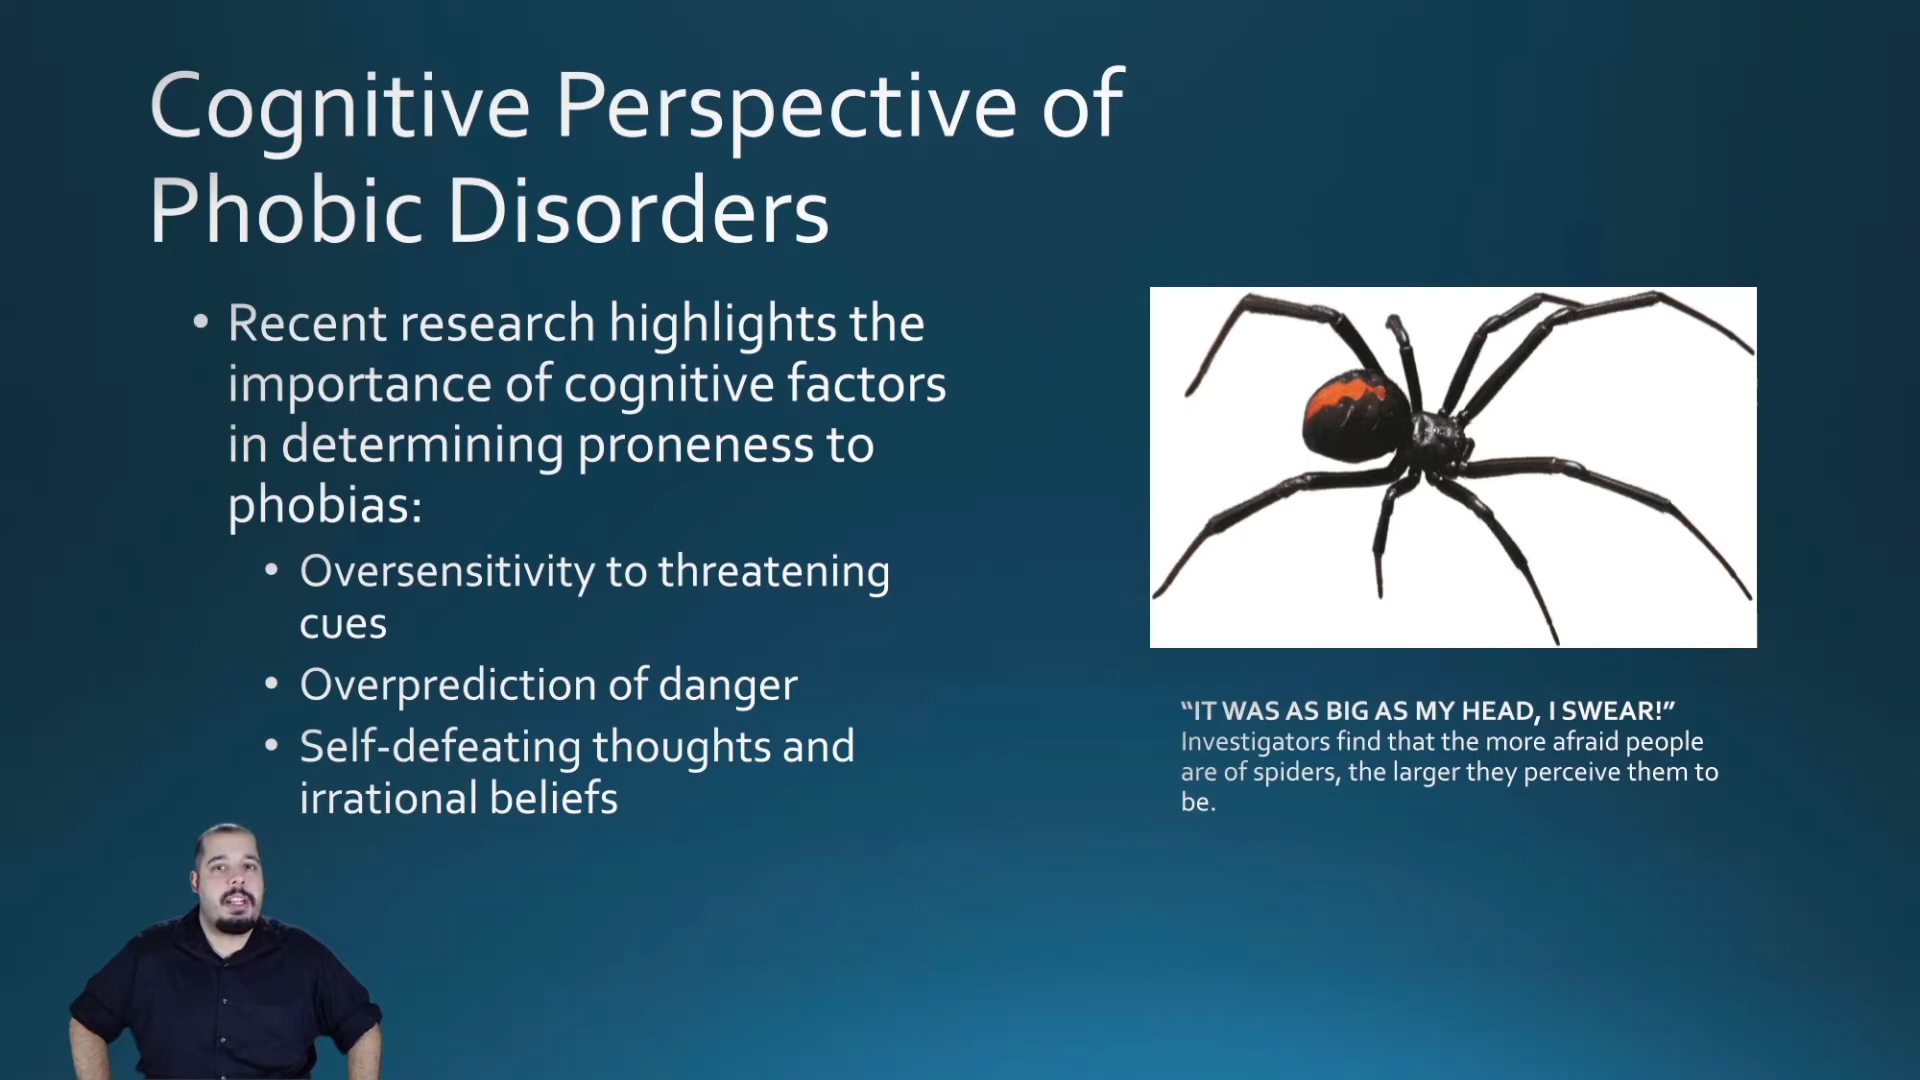 Cognitive Perspective of
Phobic Disorders
• Recent research highlights the
importance of cognitive factors
in determining proneness to
phobias:
• Oversensitivity to threatening
cues
• Overprediction of danger
• Self-defeating thoughts and
irrational beliefs
“IT WAS AS BIG AS MY HEAD, I SWEAR!”
Investigators find that the more afraid people
are of spiders, the larger they perceive them to
be.